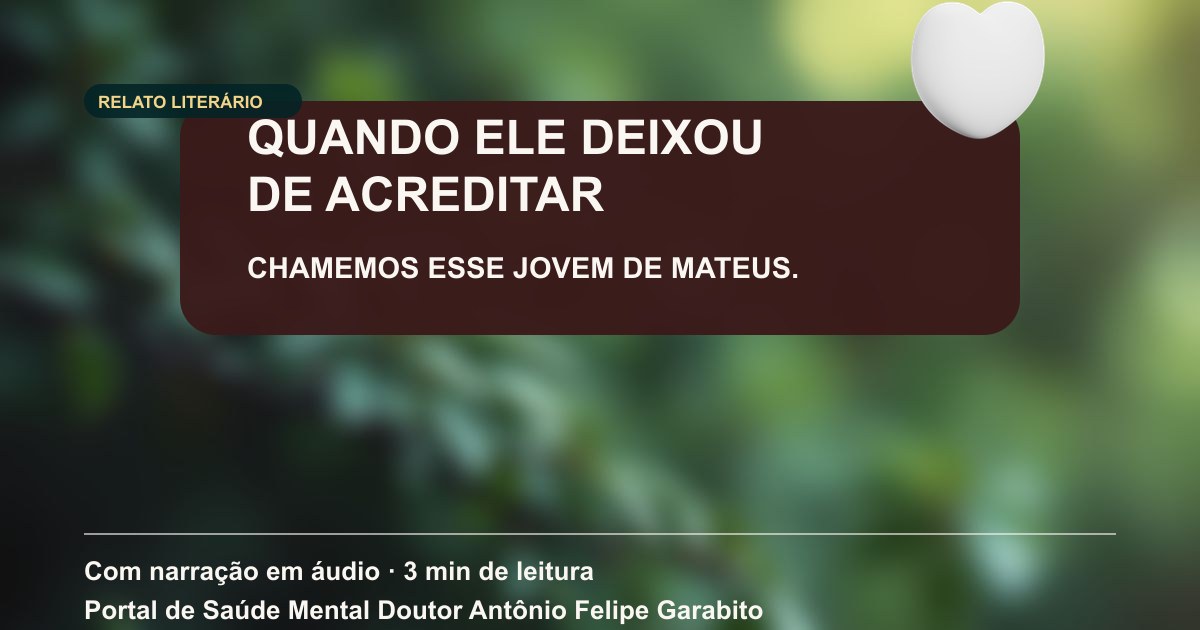 RELATO LITERÁRIO
QUANDO ELE DEIXOU
DE ACREDITAR
CHAMEMOS ESSE JOVEM DE MATEUS.
Com narração em áudio · 3 min de leitura
Portal de Saúde Mental Doutor Antônio Felipe Garabito